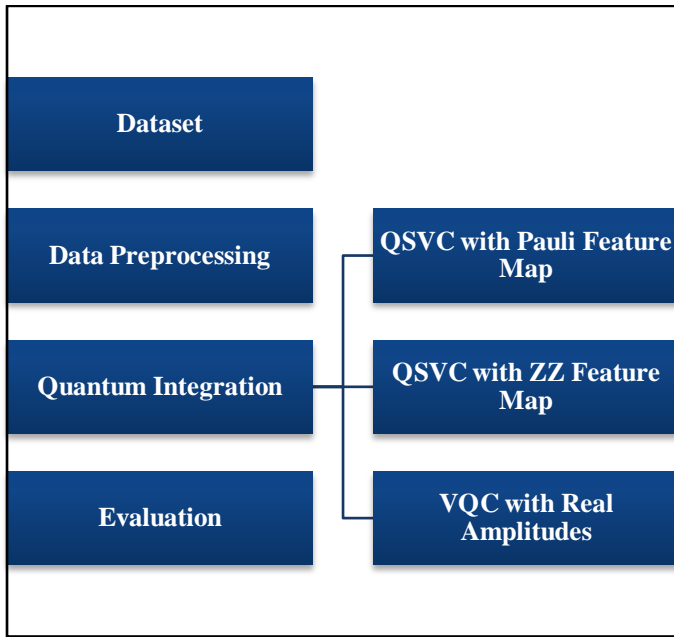 Dataset
Data Preprocessing
Quantum Integration
Evaluation
QSVC with Pauli Feature
Map
QSVC with ZZ Feature
Map
VQC with Real
Amplitudes